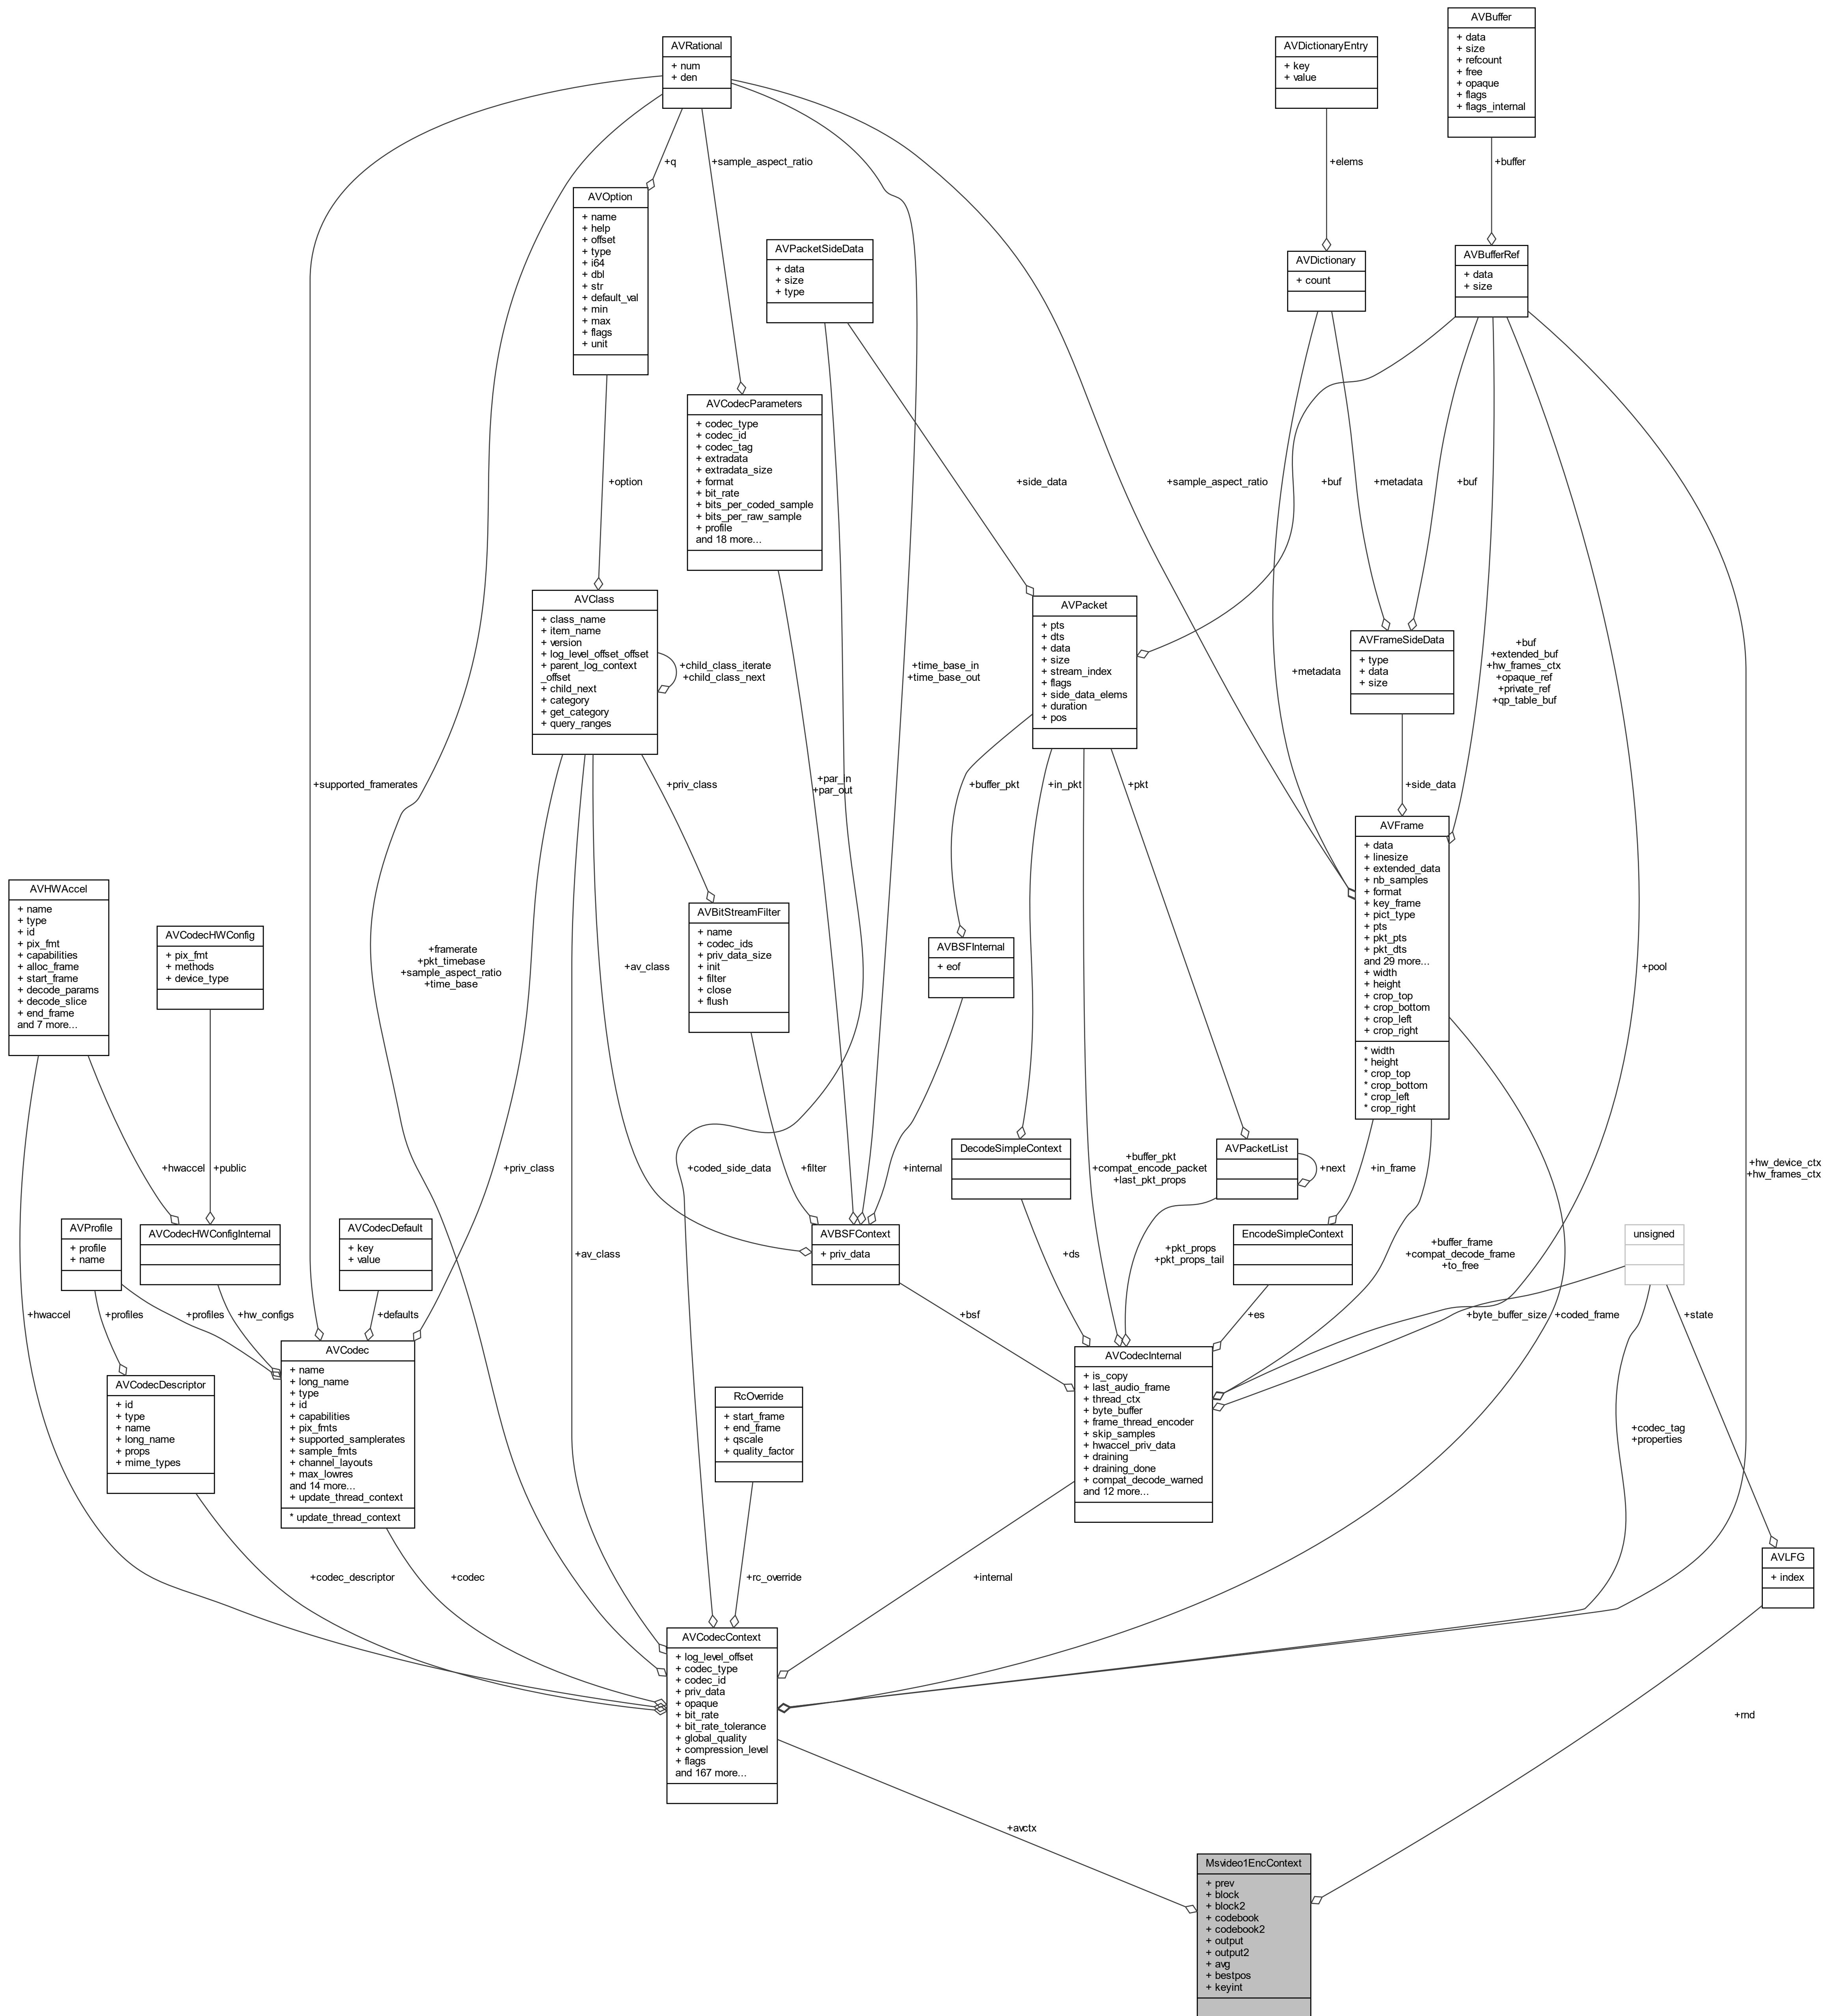 AVBuffer
+ data
+ size
+ refcount
+ free
+ opaque
+ flags
+ flags_internal
AVRational
+ num
+ den
AVDictionaryEntry
+ key
+ value
+q
+sample_aspect_ratio
+elems
+buffer
AVOption
+ name
+ help
+ offset
+ type
+ i64
+ dbl
+ str
+ default_val
+ min
+ max
+ flags
+ unit
AVPacketSideData
+ data
+ size
+ type
AVDictionary
+ count
AVBufferRef
+ data
+ size
AVCodecParameters
+ codec_type
+ codec_id
+ codec_tag
+ extradata
+ extradata_size
+ format
+ bit_rate
+ bits_per_coded_sample
+ bits_per_raw_sample
+ profile
and 18 more...
+option
+side_data
+sample_aspect_ratio
+buf
+metadata
+buf
AVClass
+ class_name
+ item_name
+ version
+ log_level_offset_offset
+ parent_log_context
_offset
+ child_next
+ category
+ get_category
+ query_ranges
+child_class_iterate
+child_class_next
+time_base_in
+time_base_out
AVPacket
+ pts
+ dts
+ data
+ size
+ stream_index
+ flags
+ side_data_elems
+ duration
+ pos
+metadata
AVFrameSideData
+ type
+ data
+ size
+buf
+extended_buf
+hw_frames_ctx
+opaque_ref
+private_ref
+qp_table_buf
+supported_framerates
+priv_class
+par_in
+par_out
+buffer_pkt
+in_pkt
+pkt
+side_data
AVFrame
+ data
+ linesize
+ extended_data
+ nb_samples
+ format
+ key_frame
+ pict_type
+ pts
+ pkt_pts
+ pkt_dts
and 29 more...
+ width
+ height
+ crop_top
+ crop_bottom
+ crop_left
+ crop_right
* width
* height
* crop_top
* crop_bottom
* crop_left
* crop_right
AVHWAccel
+ name
+ type
+ id
+ pix_fmt
+ capabilities
+ alloc_frame
+ start_frame
+ decode_params
+ decode_slice
+ end_frame
and 7 more...
AVCodecHWConfig
+ pix_fmt
+ methods
+ device_type
+framerate
+pkt_timebase
+sample_aspect_ratio
+time_base
+av_class
AVBitStreamFilter
+ name
+ codec_ids
+ priv_data_size
+ init
+ filter
+ close
+ flush
AVBSFInternal
+ eof
+pool
+hwaccel
+public
+priv_class
+coded_side_data
+filter
+internal
DecodeSimpleContext
+buffer_pkt
+compat_encode_packet
+last_pkt_props
AVPacketList
+next
+in_frame
+hw_device_ctx
+hw_frames_ctx
AVProfile
+ profile
+ name
AVCodecHWConfigInternal
AVCodecDefault
+ key
+ value
+av_class
AVBSFContext
+ priv_data
+ds
+pkt_props
+pkt_props_tail
EncodeSimpleContext
+buffer_frame
+compat_decode_frame
+to_free
unsigned
+hwaccel
+profiles
+profiles
+hw_configs
+defaults
+bsf
+es
+byte_buffer_size
+coded_frame
+state
AVCodecDescriptor
+ id
+ type
+ name
+ long_name
+ props
+ mime_types
AVCodec
+ name
+ long_name
+ type
+ id
+ capabilities
+ pix_fmts
+ supported_samplerates
+ sample_fmts
+ channel_layouts
+ max_lowres
and 14 more...
+ update_thread_context
* update_thread_context
RcOverride
+ start_frame
+ end_frame
+ qscale
+ quality_factor
AVCodecInternal
+ is_copy
+ last_audio_frame
+ thread_ctx
+ byte_buffer
+ frame_thread_encoder
+ skip_samples
+ hwaccel_priv_data
+ draining
+ draining_done
+ compat_decode_warned
and 12 more...
+codec_tag
+properties
+codec_descriptor
+codec
+rc_override
+internal
AVLFG
+ index
AVCodecContext
+ log_level_offset
+ codec_type
+ codec_id
+ priv_data
+ opaque
+ bit_rate
+ bit_rate_tolerance
+ global_quality
+ compression_level
+ flags
and 167 more...
+rnd
+avctx
Msvideo1EncContext
+ prev
+ block
+ block2
+ codebook
+ codebook2
+ output
+ output2
+ avg
+ bestpos
+ keyint